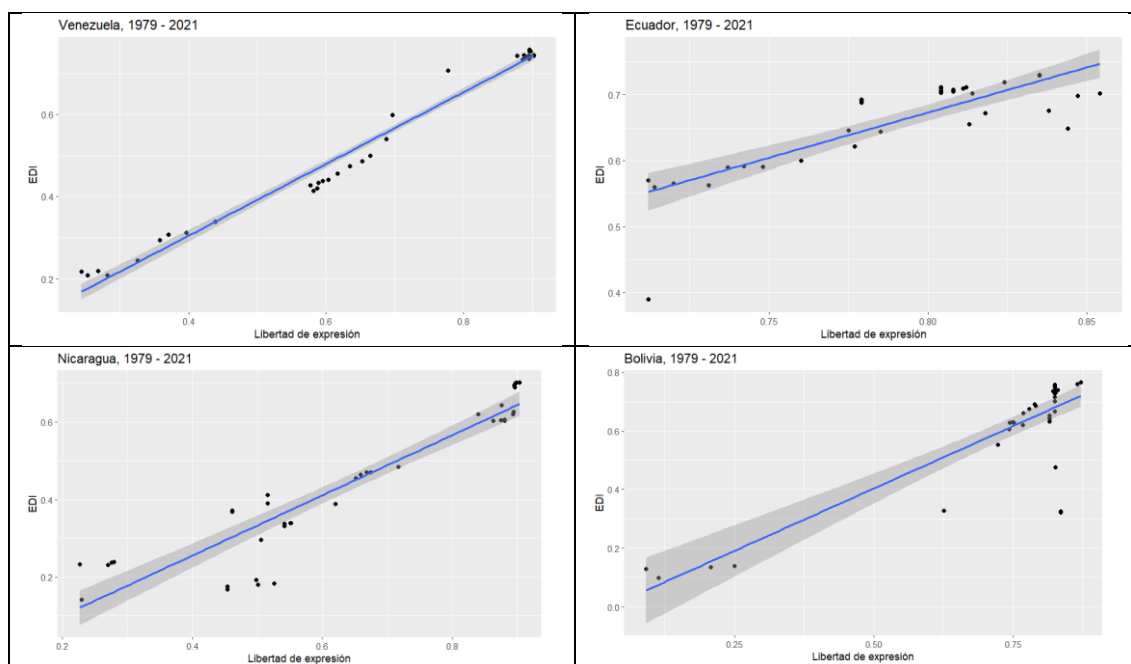 Venezuela, 1979 - 2021
EDI
0.6
0.4
0.2
0.4
0.6
0.8
Libertad de expresión
Ecuador, 1979 - 2021
EDI
0.7
0.6
0.5
0.4
0.75
0.80
0.85
Libertad de expresión
Nicaragua, 1979 - 2021
EDI
0.6
0.4
0.2
0.2
0.4
0.6
0.8
Libertad de expresión
Bolivia, 1979 - 2021
EDI
0.8
0.6
0.4
0.2
0.0
0.25
0.50
0.75
Libertad de expresión